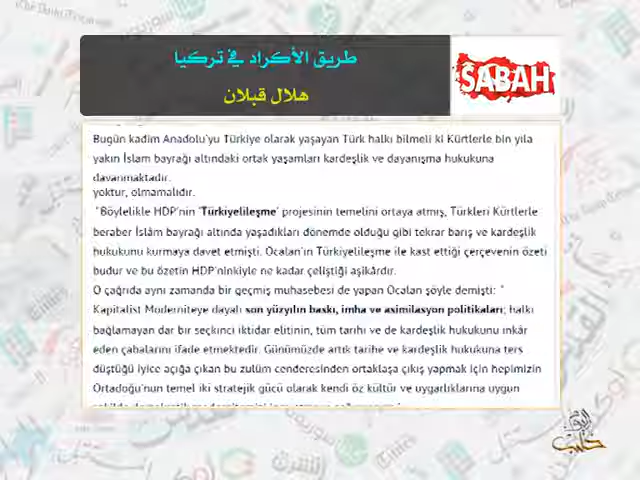 طريق الأكراد في تركيا
هلال قبلان
SABAH
Bugün kadim Anadolu'yu Türkiye olarak yaşayan Türk halkı bilmeli ki Kürtlerle bin yıla
yakın İslam bayrağı altındaki ortak yaşamları kardeşlik ve dayanışma hukukuna
dayanmaktadır.
yoktur, olmamalıdır.
"Böylelikle HDP'nin 'Türkiyelileşme' projesinin temelini ortaya atmış, Türkleri Kürtlerle
beraber İslâm bayrağı altında yaşadıkları dönemde olduğu gibi tekrar barış ve kardeşlik
hukukunu kurmaya davet etmişti. Öcalan'ın Türkiyelileşme ile kast ettiği çerçevenin özeti
budur ve bu özetin HDP'ninkiyle ne kadar çeliştiği aşikârdır.
O çağrıda aynı zamanda bir geçmiş muhasebesi de yapan Öcalan şöyle demişti: "
Kapitalist Moderniteye dayalı son yüzyılın baskı, imha ve asimilasyon politikaları; halkı
bağlamayan dar bir seçkinci iktidar elitinin, tüm tarihi ve de kardeşlik hukukunu inkâr
eden çabalarını ifade etmektedir. Günümüzde artık tarihe ve kardeşlik hukukuna ters
düştüğü iyice açığa çıkan bu zulüm cenderesinden ortaklaşa çıkış yapmak için hepimizin
Ortadoğu'nun temel iki stratejik gücü olarak kendi öz kültür ve uygarlıklarına uygun